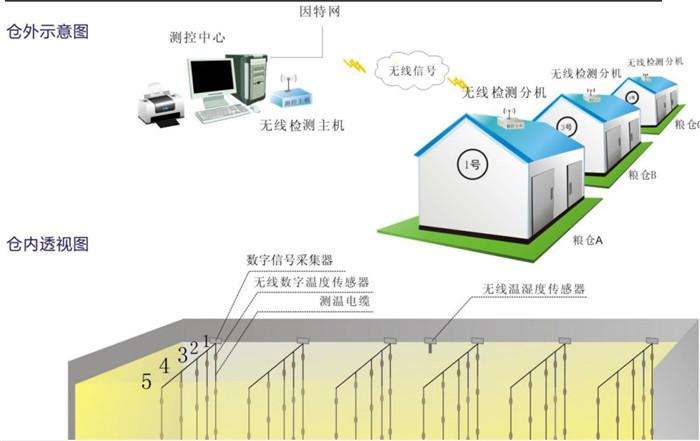 因特网
仓外示意图
测控中心
无线信号
无线检测分机
无线检测分机
无线检测分机
测控主机
无线检测主机
1号
3号
粮仓C
粮仓B
粮仓A
仓内透视图
数字信号采集器
无线数字温度传感器
测温电缆
无线温湿度传感器
1
2
3
4
5